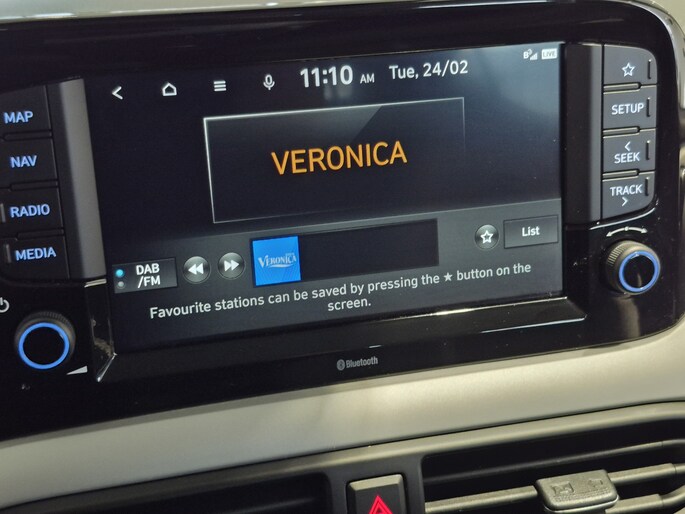 11:10 AM Tue, 24/02
LIVE
MAP
NAV
RADIO
MEDIA
VERONICA
SETUP
SEEK
TRACK
DAB
/FM
VERONICA
List
Favourite stations can be saved by pressing the ★ button on the
screen.
Bluetooth